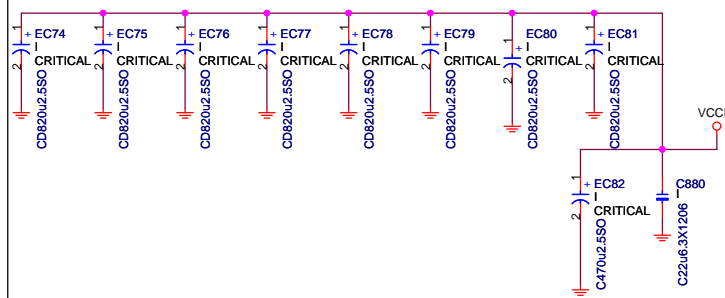 1
+ EC74
I
CRITICAL
2
CD820u2.5SO
1
+ EC75
I
CRITICAL
2
CD820u2.5SO
1
+ EC76
I
CRITICAL
2
CD820u2.5SO
1
+ EC77
I
CRITICAL
2
CD820u2.5SO
1
+ EC78
I
CRITICAL
2
CD820u2.5SO
1
+ EC79
I
CRITICAL
2
CD820u2.5SO
1
+ EC80
I
CRITICAL
2
CD820u2.5SO
1
+ EC81
I
CRITICAL
2
CD820u2.5SO
1
+ EC82
I
CRITICAL
2
C470u2.5SO
C880
I
C22u6.3X1206